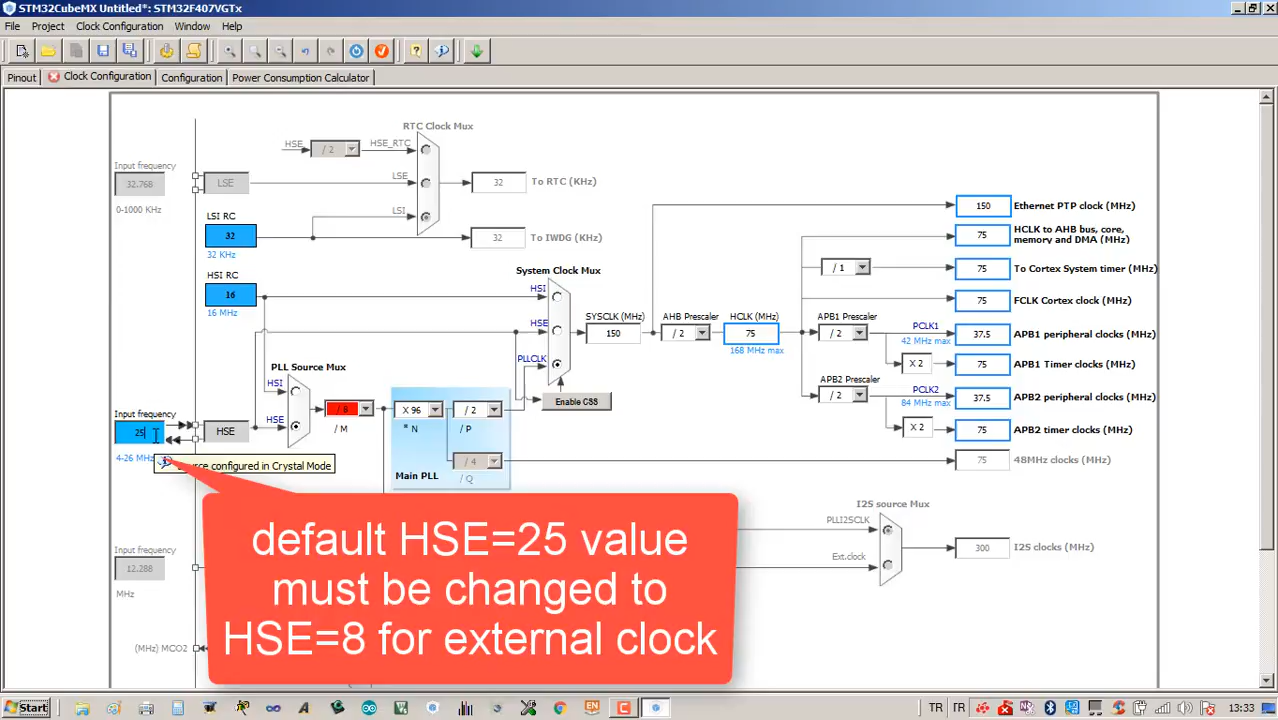 STM32CubeMX Untitled*: STM32F407VGTx
File Project Clock Configuration Window Help
Pinout Clock Configuration Configuration Power Consumption Calculator
RTC Clock Mux
HSE / 2 HSE_RTC
Input frequency
32.768 LSE LSE 32 To RTC (KHz)
0-1000 KHz
LSI RC LSI
32 32 To IWDG (KHz)
32 KHz
HSI RC System Clock Mux
16 HSI
16 MHz
HSE SYSCLK (MHz) AHB Prescaler HCLK (MHz) APB1 Prescaler
150 / 2 75 / 2
168 MHz max
PLLCLK
Enable CSS
150 Ethernet PTP clock (MHz)
75 HCLK to AHB bus, core,
memory and DMA (MHz)
/ 1 75 To Cortex System timer (MHz)
75 FCLK Cortex clock (MHz)
PCLK1 37.5 APB1 peripheral clocks (MHz)
42 MHz max
X 2 75 APB1 Timer clocks (MHz)
APB2 Prescaler PCLK2
/ 2 84 MHz max 37.5 APB2 peripheral clocks (MHz)
X 2 75 APB2 timer clocks (MHz)
75 48MHz clocks (MHz)
PLL Source Mux
HSI
Input frequency
25 HSE HSE / 8 X 96 / 2
/ M * N / P
4-26 MHz
Source configured in Crystal Mode
/ 4
Main PLL / Q
default HSE=25 value
must be changed to
HSE=8 for external clock
I2S source Mux
PLLI2SCLK
Ext.clock 300 I2S clocks (MHz)
Input frequency
12.288
MHz
(MHz) MCO2
Start EN TR FR 13:33